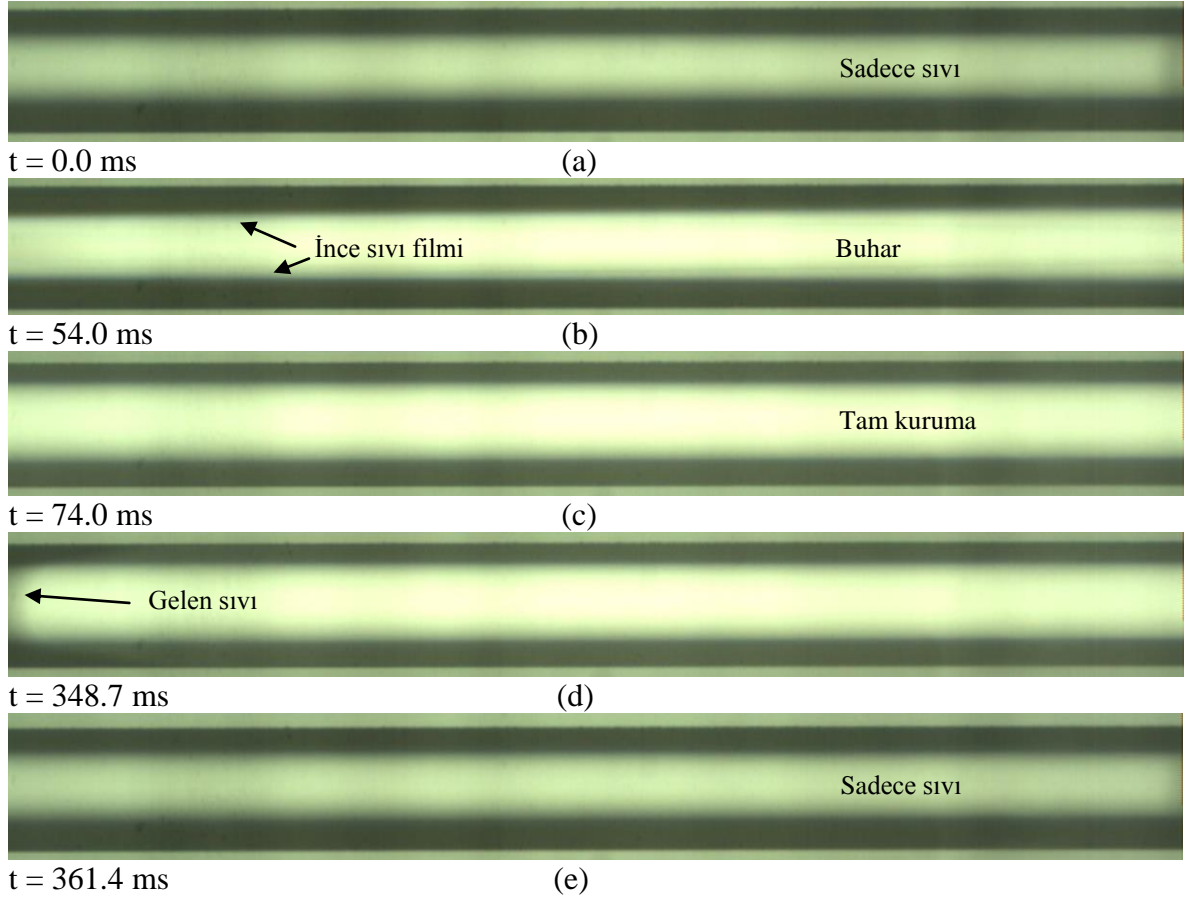 Sadece sıvı
t = 0.0 ms (a)
İnce sıvı filmi Buhar
t = 54.0 ms (b)
Tam kuruma
t = 74.0 ms (c)
Gelen sıvı
t = 348.7 ms (d)
Sadece sıvı
t = 361.4 ms (e)